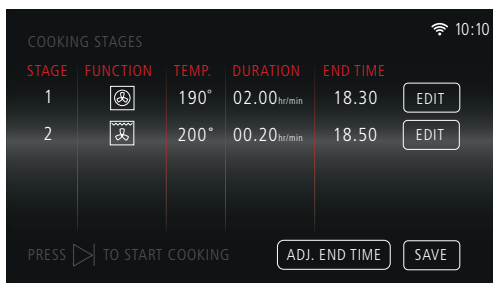 10:10
COOKING STAGES
STAGE FUNCTION TEMP. DURATION END TIME
1 190° 02.00hr/min 18.30 EDIT
2 200° 00.20hr/min 18.50 EDIT
PRESS TO START COOKING ADJ. END TIME SAVE